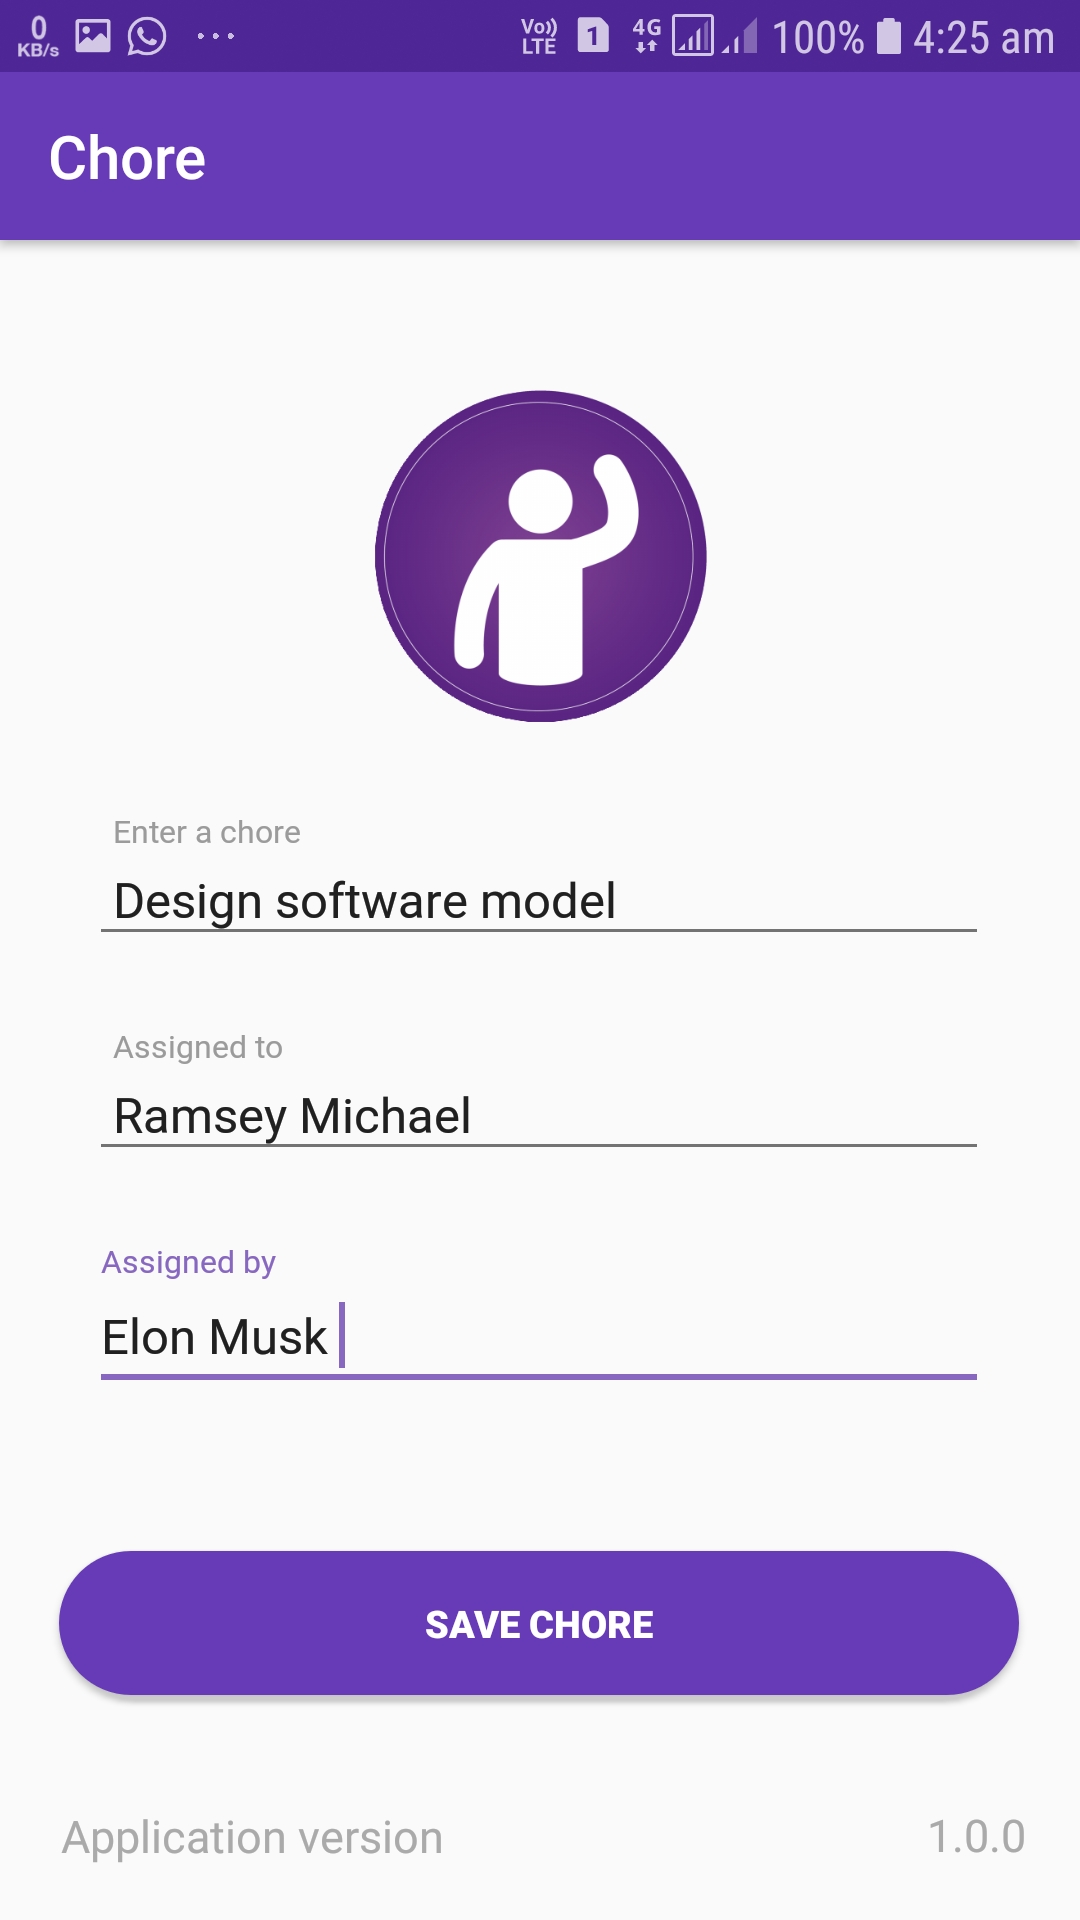 0 KB/s Vo)) LTE 1 4G 100% 4:25 am
Chore
Enter a chore
Design software model
Assigned to
Ramsey Michael
Assigned by
Elon Musk
SAVE CHORE
Application version 1.0.0